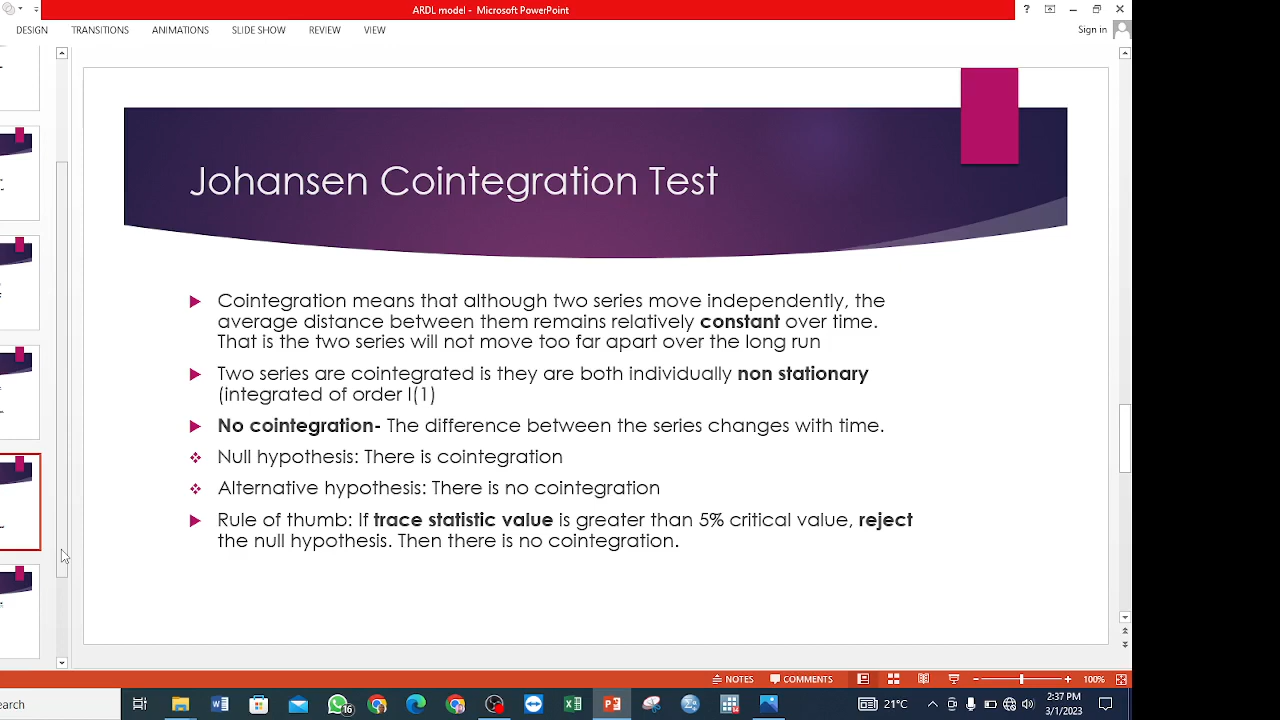 ARDL model - Microsoft PowerPoint
?
DESIGN TRANSITIONS ANIMATIONS SLIDE SHOW REVIEW VIEW
Sign in
Johansen Cointegration Test
Cointegration means that although two series move independently, the
average distance between them remains relatively constant over time.
That is the two series will not move too far apart over the long run
Two series are cointegrated is they are both individually non stationary
(integrated of order I(1)
No cointegration- The difference between the series changes with time.
Null hypothesis: There is cointegration
Alternative hypothesis: There is no cointegration
Rule of thumb: If trace statistic value is greater than 5% critical value, reject
the null hypothesis. Then there is no cointegration.
NOTES COMMENTS 100%
earch
16
21°C
2:37 PM
3/1/2023